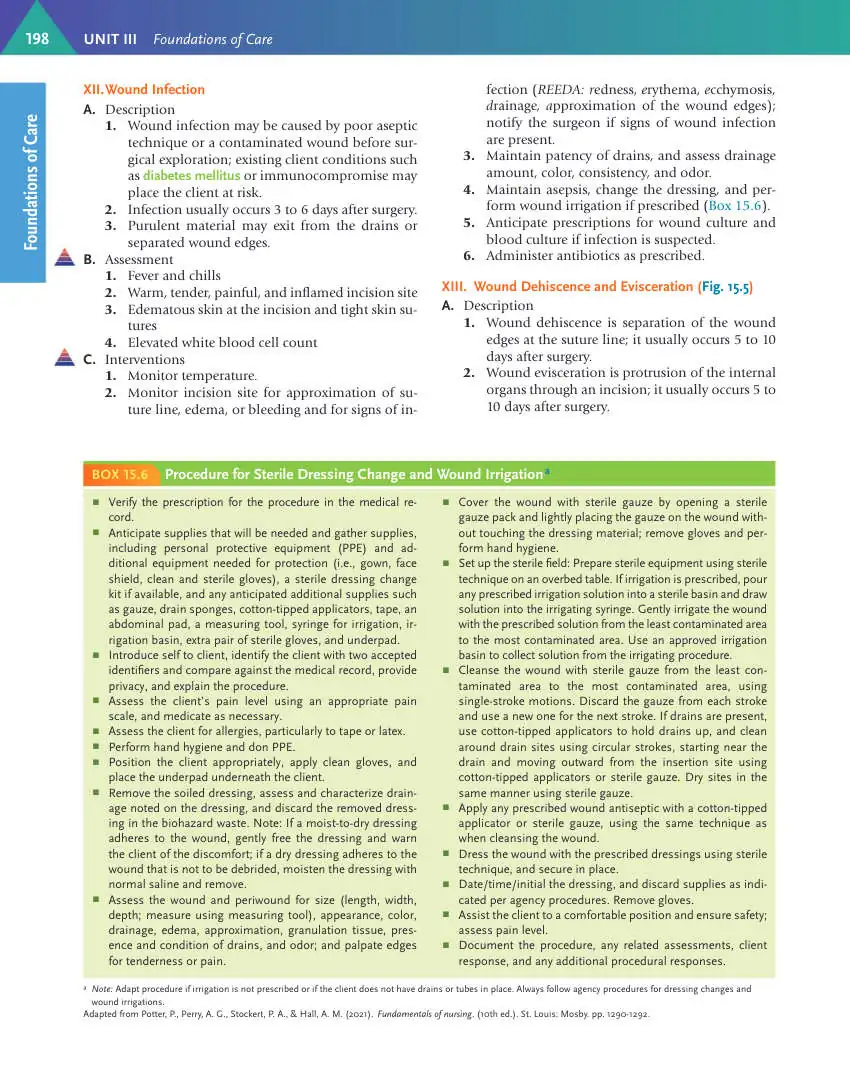 198 UNIT III Foundations of Care
Foundations of Care
XII. Wound Infection
A. Description
1. Wound infection may be caused by poor aseptic
technique or a contaminated wound before sur-
gical exploration; existing client conditions such
as diabetes mellitus or immunocompromise may
place the client at risk.
2. Infection usually occurs 3 to 6 days after surgery.
3. Purulent material may exit from the drains or
separated wound edges.
B. Assessment
1. Fever and chills
2. Warm, tender, painful, and inflamed incision site
3. Edematous skin at the incision and tight skin su-
tures
4. Elevated white blood cell count
C. Interventions
1. Monitor temperature.
2. Monitor incision site for approximation of su-
ture line, edema, or bleeding and for signs of in-
fection (REEDA: redness, erythema, ecchymosis,
drainage, approximation of the wound edges);
notify the surgeon if signs of wound infection
are present.
3. Maintain patency of drains, and assess drainage
amount, color, consistency, and odor.
4. Maintain asepsis, change the dressing, and per-
form wound irrigation if prescribed (Box 15.6).
5. Anticipate prescriptions for wound culture and
blood culture if infection is suspected.
6. Administer antibiotics as prescribed.
XIII. Wound Dehiscence and Evisceration (Fig. 15.5)
A. Description
1. Wound dehiscence is separation of the wound
edges at the suture line; it usually occurs 5 to 10
days after surgery.
2. Wound evisceration is protrusion of the internal
organs through an incision; it usually occurs 5 to
10 days after surgery.
BOX 15.6 Procedure for Sterile Dressing Change and Wound Irrigation a
■ Verify the prescription for the procedure in the medical re-
cord.
■ Anticipate supplies that will be needed and gather supplies,
including personal protective equipment (PPE) and ad-
ditional equipment needed for protection (i.e., gown, face
shield, clean and sterile gloves), a sterile dressing change
kit if available, and any anticipated additional supplies such
as gauze, drain sponges, cotton-tipped applicators, tape, an
abdominal pad, a measuring tool, syringe for irrigation, ir-
rigation basin, extra pair of sterile gloves, and underpad.
■ Introduce self to client, identify the client with two accepted
identifiers and compare against the medical record, provide
privacy, and explain the procedure.
■ Assess the client's pain level using an appropriate pain
scale, and medicate as necessary.
■ Assess the client for allergies, particularly to tape or latex.
■ Perform hand hygiene and don PPE.
■ Position the client appropriately, apply clean gloves, and
place the underpad underneath the client.
■ Remove the soiled dressing, assess and characterize drain-
age noted on the dressing, and discard the removed dress-
ing in the biohazard waste. Note: If a moist-to-dry dressing
adheres to the wound, gently free the dressing and warn
the client of the discomfort; if a dry dressing adheres to the
wound that is not to be debrided, moisten the dressing with
normal saline and remove.
■ Assess the wound and periwound for size (length, width,
depth; measure using measuring tool), appearance, color,
drainage, edema, approximation, granulation tissue, pres-
ence and condition of drains, and odor; and palpate edges
for tenderness or pain.
■ Cover the wound with sterile gauze by opening a sterile
gauze pack and lightly placing the gauze on the wound with-
out touching the dressing material; remove gloves and per-
form hand hygiene.
■ Set up the sterile field: Prepare sterile equipment using sterile
technique on an overbed table. If irrigation is prescribed, pour
any prescribed irrigation solution into a sterile basin and draw
solution into the irrigating syringe. Gently irrigate the wound
with the prescribed solution from the least contaminated area
to the most contaminated area. Use an approved irrigation
basin to collect solution from the irrigating procedure.
■ Cleanse the wound with sterile gauze from the least con-
taminated area to the most contaminated area, using
single-stroke motions. Discard the gauze from each stroke
and use a new one for the next stroke. If drains are present,
use cotton-tipped applicators to hold drains up, and clean
around drain sites using circular strokes, starting near the
drain and moving outward from the insertion site using
cotton-tipped applicators or sterile gauze. Dry sites in the
same manner using sterile gauze.
■ Apply any prescribed wound antiseptic with a cotton-tipped
applicator or sterile gauze, using the same technique as
when cleansing the wound.
■ Dress the wound with the prescribed dressings using sterile
technique, and secure in place.
■ Date/time/initial the dressing, and discard supplies as indi-
cated per agency procedures. Remove gloves.
■ Assist the client to a comfortable position and ensure safety;
assess pain level.
■ Document the procedure, any related assessments, client
response, and any additional procedural responses.
a Note: Adapt procedure if irrigation is not prescribed or if the client does not have drains or tubes in place. Always follow agency procedures for dressing changes and
wound irrigations.
Adapted from Potter, P., Perry, A. G., Stockert, P. A., & Hall, A. M. (2021). Fundamentals of nursing. (10th ed.). St. Louis: Mosby. pp. 1290-1292.